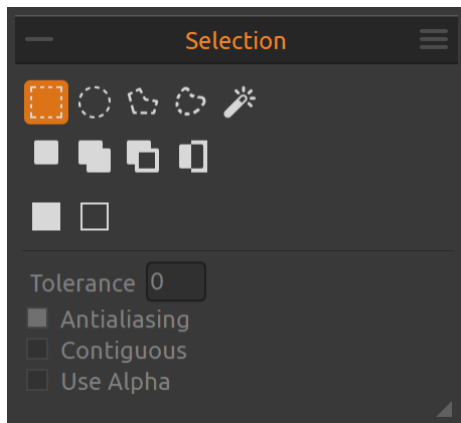 Selection
Tolerance 0
Antialiasing
Contiguous
Use Alpha